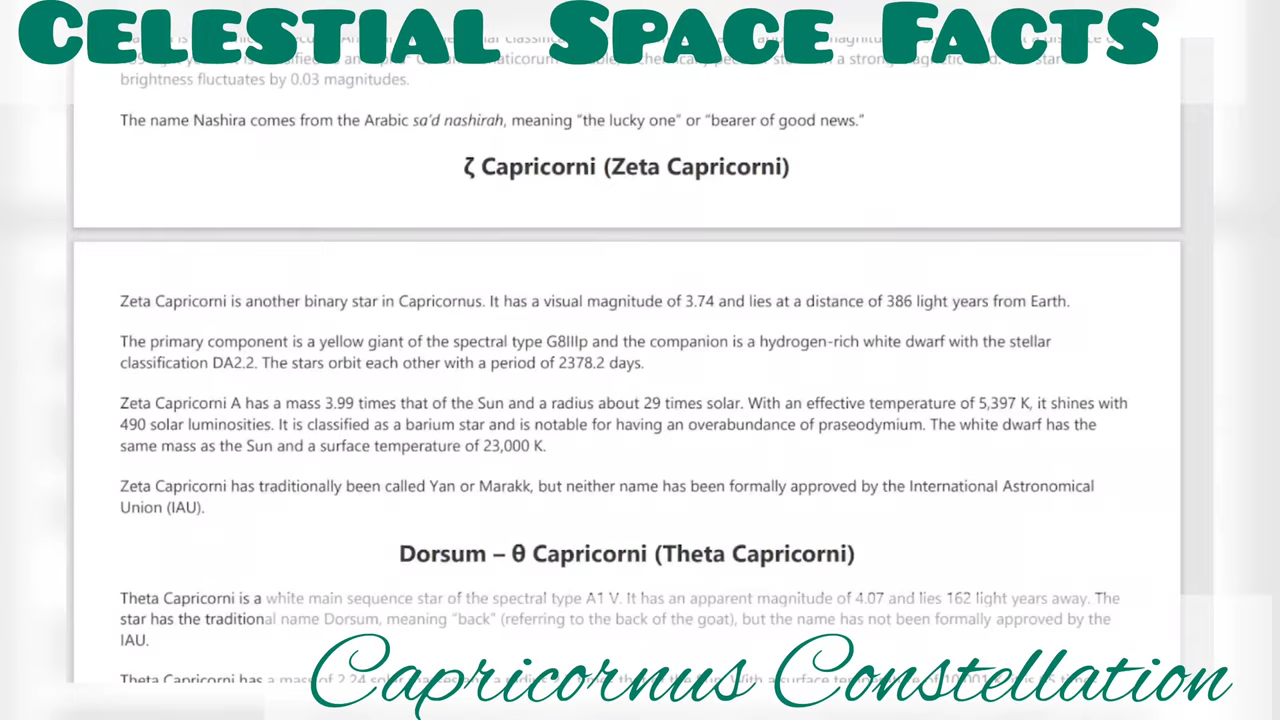 Celestial Space Facts
brightness fluctuates by 0.03 magnitudes.
The name Nashira comes from the Arabic sa’d nashirah, meaning “the lucky one” or “bearer of good news.”
ζ Capricorni (Zeta Capricorni)
Zeta Capricorni is another binary star in Capricornus. It has a visual magnitude of 3.74 and lies at a distance of 386 light years from Earth.
The primary component is a yellow giant of the spectral type G8IIIp and the companion is a hydrogen-rich white dwarf with the stellar
classification DA2.2. The stars orbit each other with a period of 2378.2 days.
Zeta Capricorni A has a mass 3.99 times that of the Sun and a radius about 29 times solar. With an effective temperature of 5,397 K, it shines with
490 solar luminosities. It is classified as a barium star and is notable for having an overabundance of praseodymium. The white dwarf has the
same mass as the Sun and a surface temperature of 23,000 K.
Zeta Capricorni has traditionally been called Yan or Marakk, but neither name has been formally approved by the International Astronomical
Union (IAU).
Dorsum – θ Capricorni (Theta Capricorni)
Theta Capricorni is a white main sequence star of the spectral type A1 V. It has an apparent magnitude of 4.07 and lies 162 light years away. The
star has the traditional name Dorsum, meaning “back” (referring to the back of the goat), but the name has not been formally approved by the
IAU.
Theta Capricorni has a mass of 2.24
Capricornus Constellation